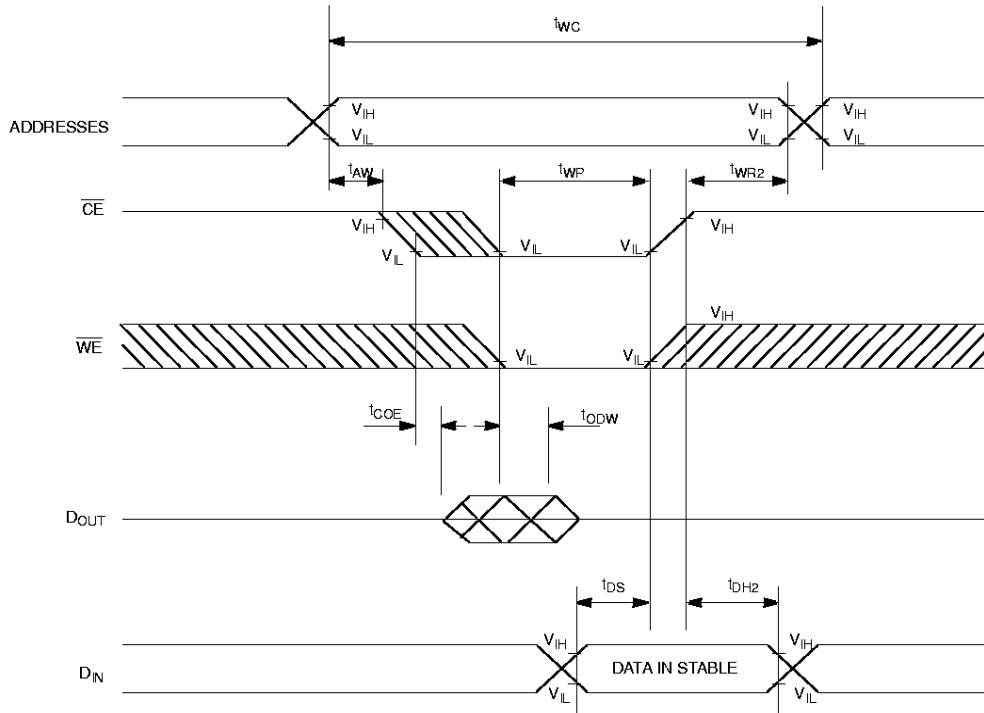 tWC
VIH
VIH
VIH
ADDRESSES
VIL
VIL
VIL
tAW
tWP
tWR2
CE
VIH
VIH
VIL
VIL
VIL
VIH
WE
VIL
VIL
tCOE
tODW
DOUT
tDS
tDH2
VIH
VIH
DATA IN STABLE
DIN
VIL
VIL